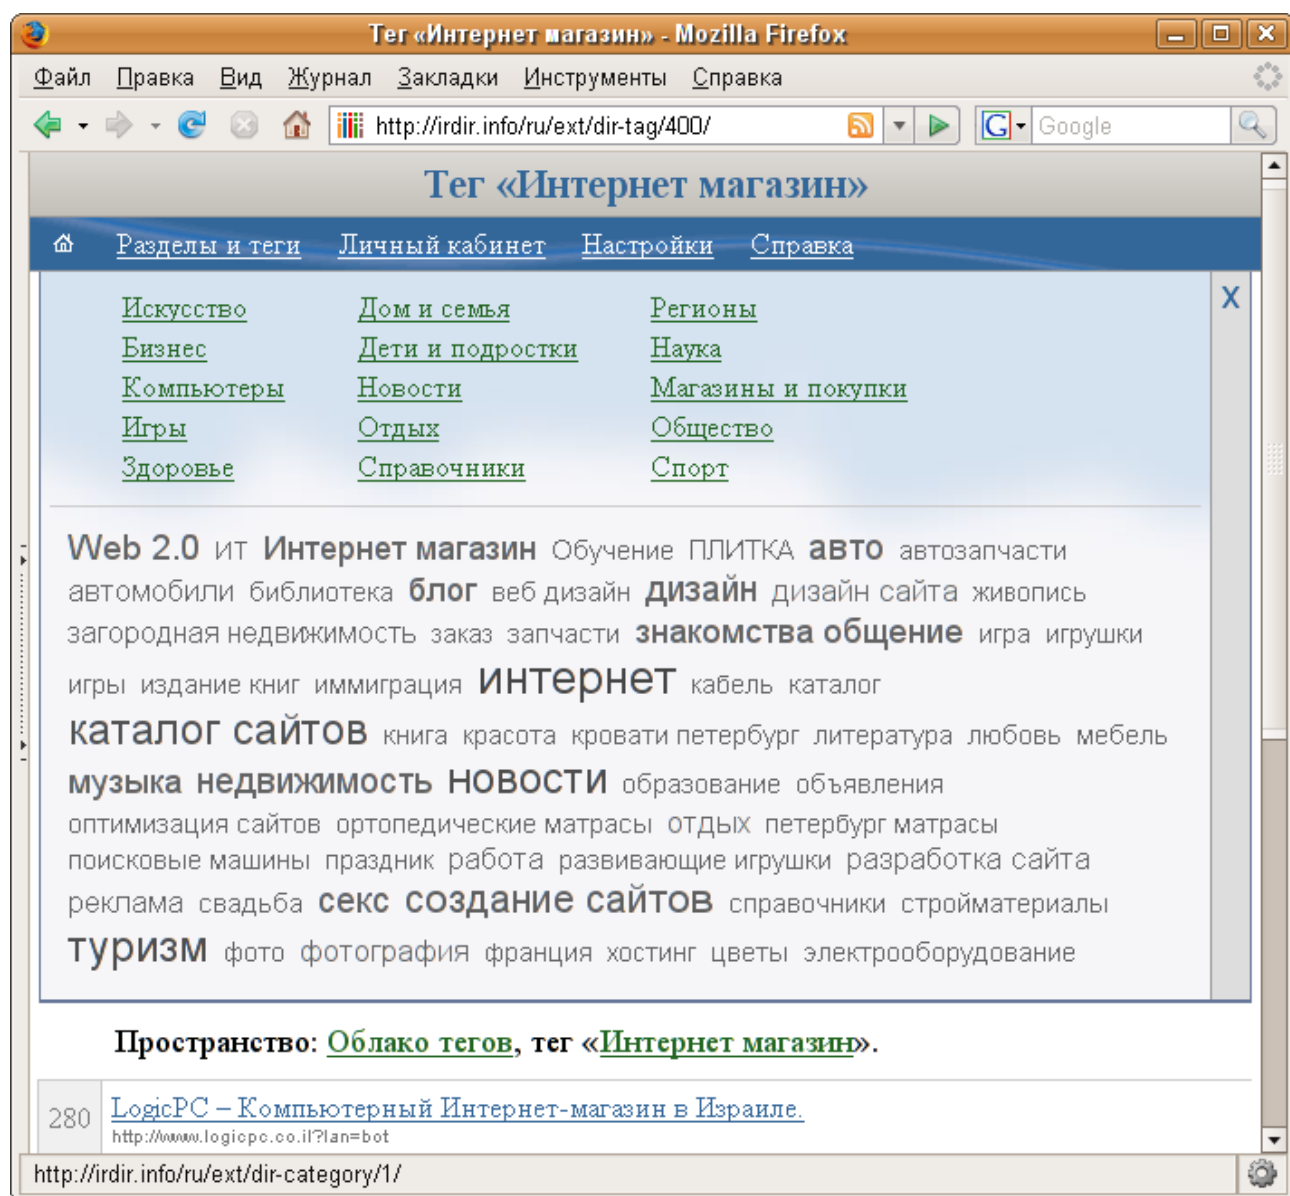 Тег «Интернет магазин» - Mozilla Firefox
Файл Правка Вид Журнал Закладки Инструменты Справка
http://irdir.info/ru/ext/dir-tag/400/ G Google
Тег «Интернет магазин»
Разделы и теги Личный кабинет Настройки Справка
X
Искусство Дом и семья Регионы
Бизнес Дети и подростки Наука
Компьютеры Новости Магазины и покупки
Игры Отдых Общество
Здоровье Справочники Спорт
Web 2.0 ИТ Интернет магазин Обучение ПЛИТКА авто автозапчасти
автомобили библиотека блог веб дизайн дизайн дизайн сайта живопись
загородная недвижимость заказ запчасти знакомства общение игра игрушки
игры издание книг иммиграция интернет кабель каталог
каталог сайтов книга красота кровати петербург литература любовь мебель
музыка недвижимость новости образование объявления
оптимизация сайтов ортопедические матрасы отдых петербург матрасы
поисковые машины праздник работа развивающие игрушки разработка сайта
реклама свадьба секс создание сайтов справочники стройматериалы
туризм фото фотография франция хостинг цветы электрооборудование
Пространство: Облако тегов, тег «Интернет магазин».
280 LogicPC – Компьютерный Интернет-магазин в Израиле.
http://www.logicpc.co.il?lan=bot
http://irdir.info/ru/ext/dir-category/1/